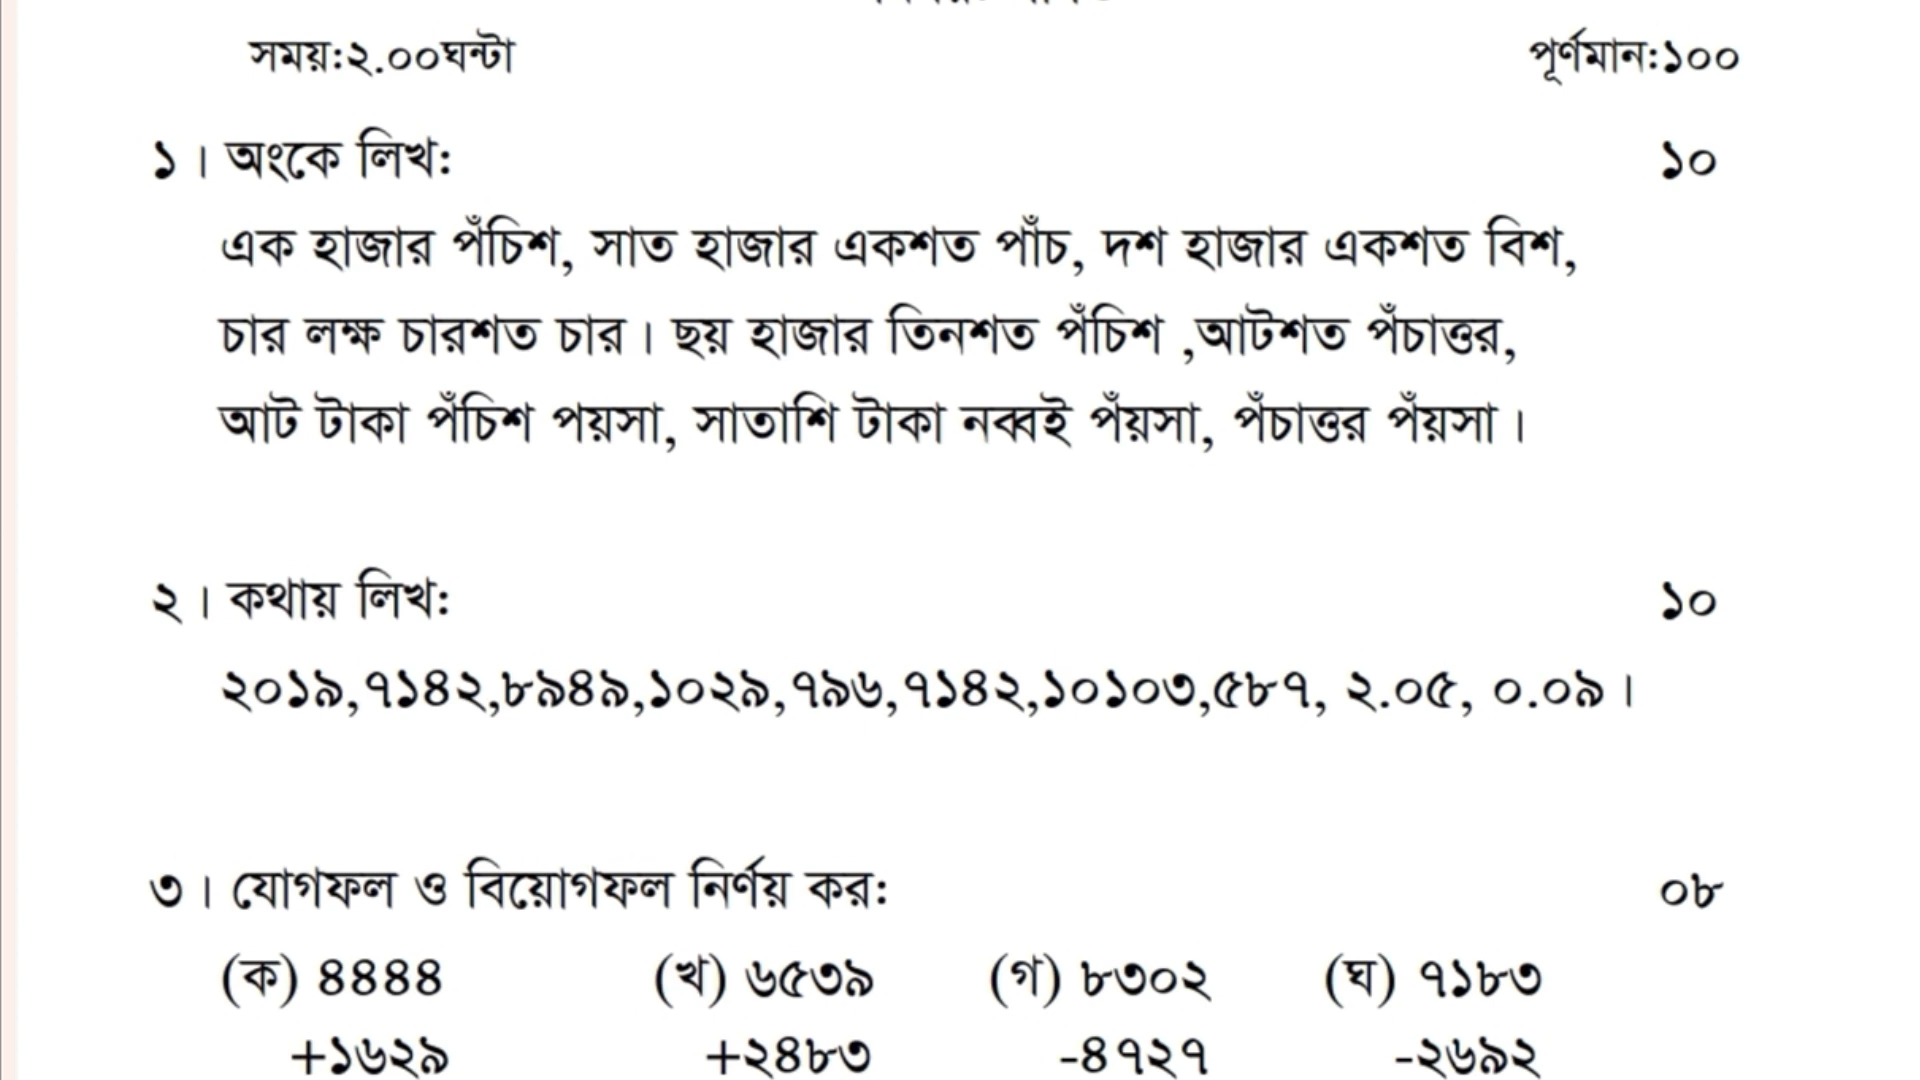 সময়:২.০০ঘন্টা পূর্ণমান:১০০
১। অংকে লিখ: ১০
এক হাজার পঁচিশ, সাত হাজার একশত পাঁচ, দশ হাজার একশত বিশ,
চার লক্ষ চারশত চার। ছয় হাজার তিনশত পঁচিশ ,আটশত পঁচাত্তর,
আট টাকা পঁচিশ পয়সা, সাতাশি টাকা নব্বই পঁয়সা, পঁচাত্তর পঁয়সা।
২। কথায় লিখ: ১০
২০১৯,৭১৪২,৮৯৪৯,১০২৯,৭৯৬,৭১৪২,১০১০৩,৫৮৭, ২.০৫, ০.০৯।
৩। যোগফল ও বিয়োগফল নির্ণয় কর: ০৮
(ক) ৪৪৪৪ (খ) ৬৫৩৯ (গ) ৮৩০২ (ঘ) ৭১৮৩
+১৬২৯ +২৪৮৩ -৪৭২৭ -২৬৯২